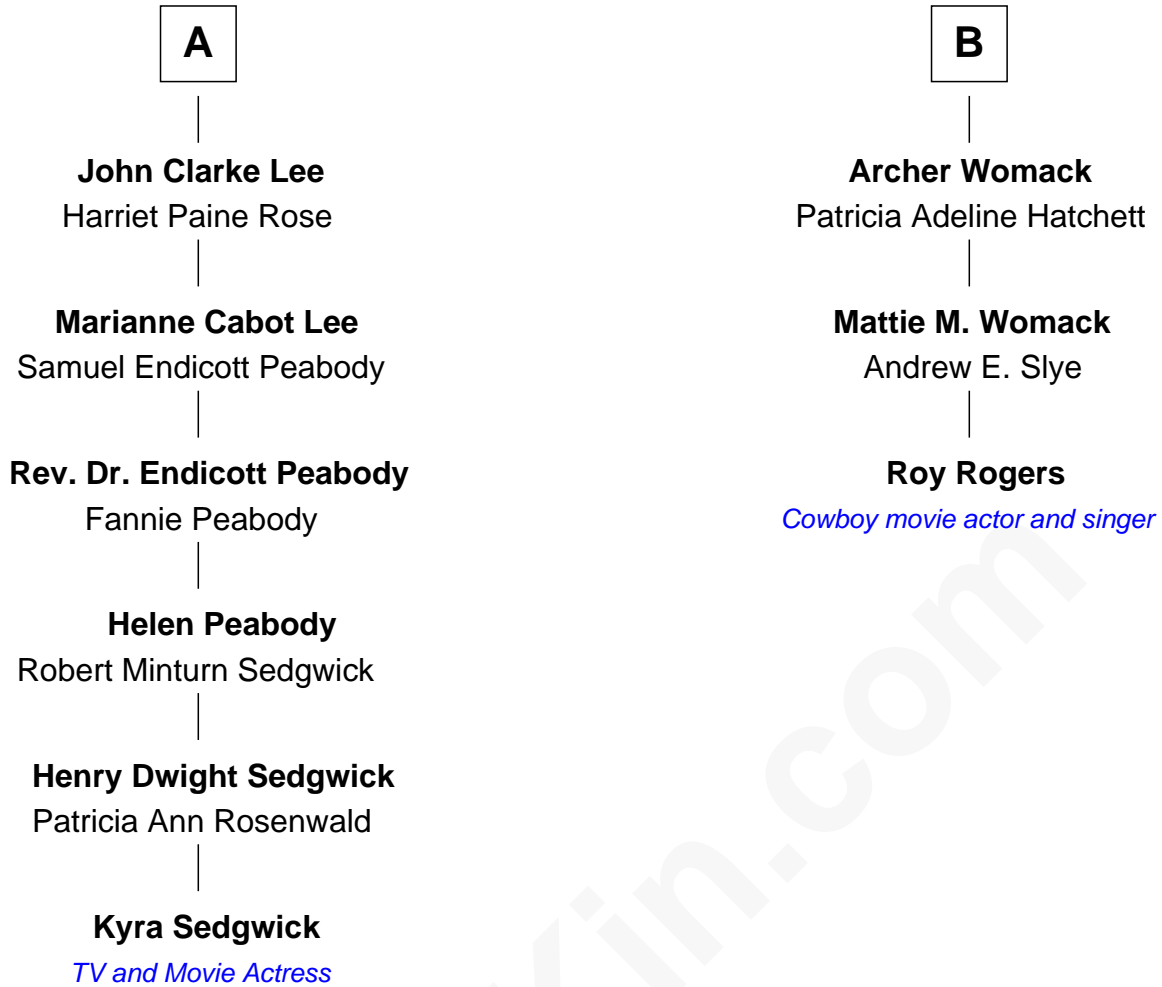 A
John Clarke Lee
Harriet Paine Rose
Marianne Cabot Lee
Samuel Endicott Peabody
Rev. Dr. Endicott Peabody
Fannie Peabody
Helen Peabody
Robert Minturn Sedgwick
Henry Dwight Sedgwick
Patricia Ann Rosenwald
Kyra Sedgwick
TV and Movie Actress
B
Archer Womack
Patricia Adeline Hatchett
Mattie M. Womack
Andrew E. Slye
Roy Rogers
Cowboy movie actor and singer